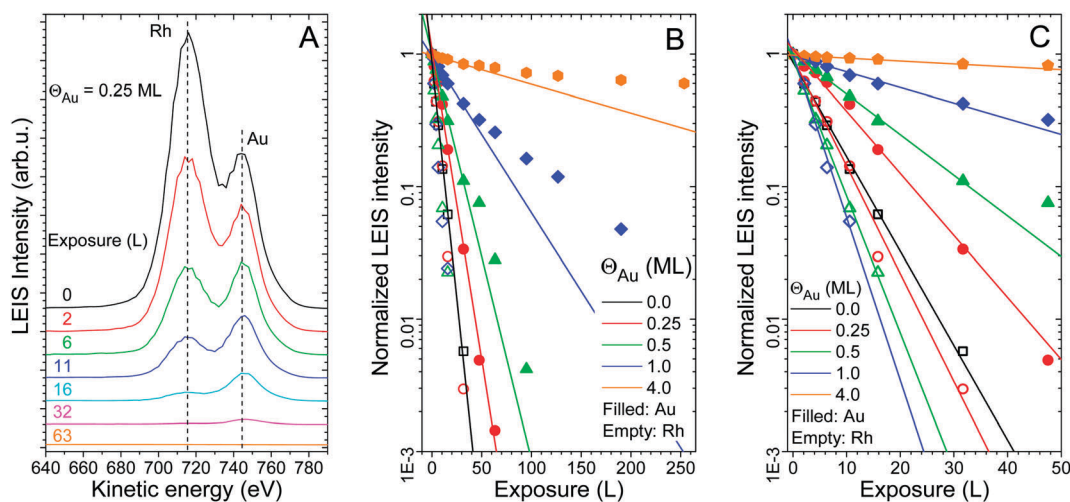 A
Rh
Au
Θ_Au = 0.25 ML
Exposure (L)
0
2
6
11
16
32
63
LEIS Intensity (arb.u.)
640 660 680 700 720 740 760 780
Kinetic energy (eV)
B
1
0.1
0.01
1E-3
Normalized LEIS intensity
Θ_Au (ML)
0.0
0.25
0.5
1.0
4.0
Filled: Au
Empty: Rh
0 50 100 150 200 250
Exposure (L)
C
1
0.1
0.01
1E-3
Normalized LEIS intensity
Θ_Au (ML)
0.0
0.25
0.5
1.0
4.0
Filled: Au
Empty: Rh
0 10 20 30 40 50
Exposure (L)